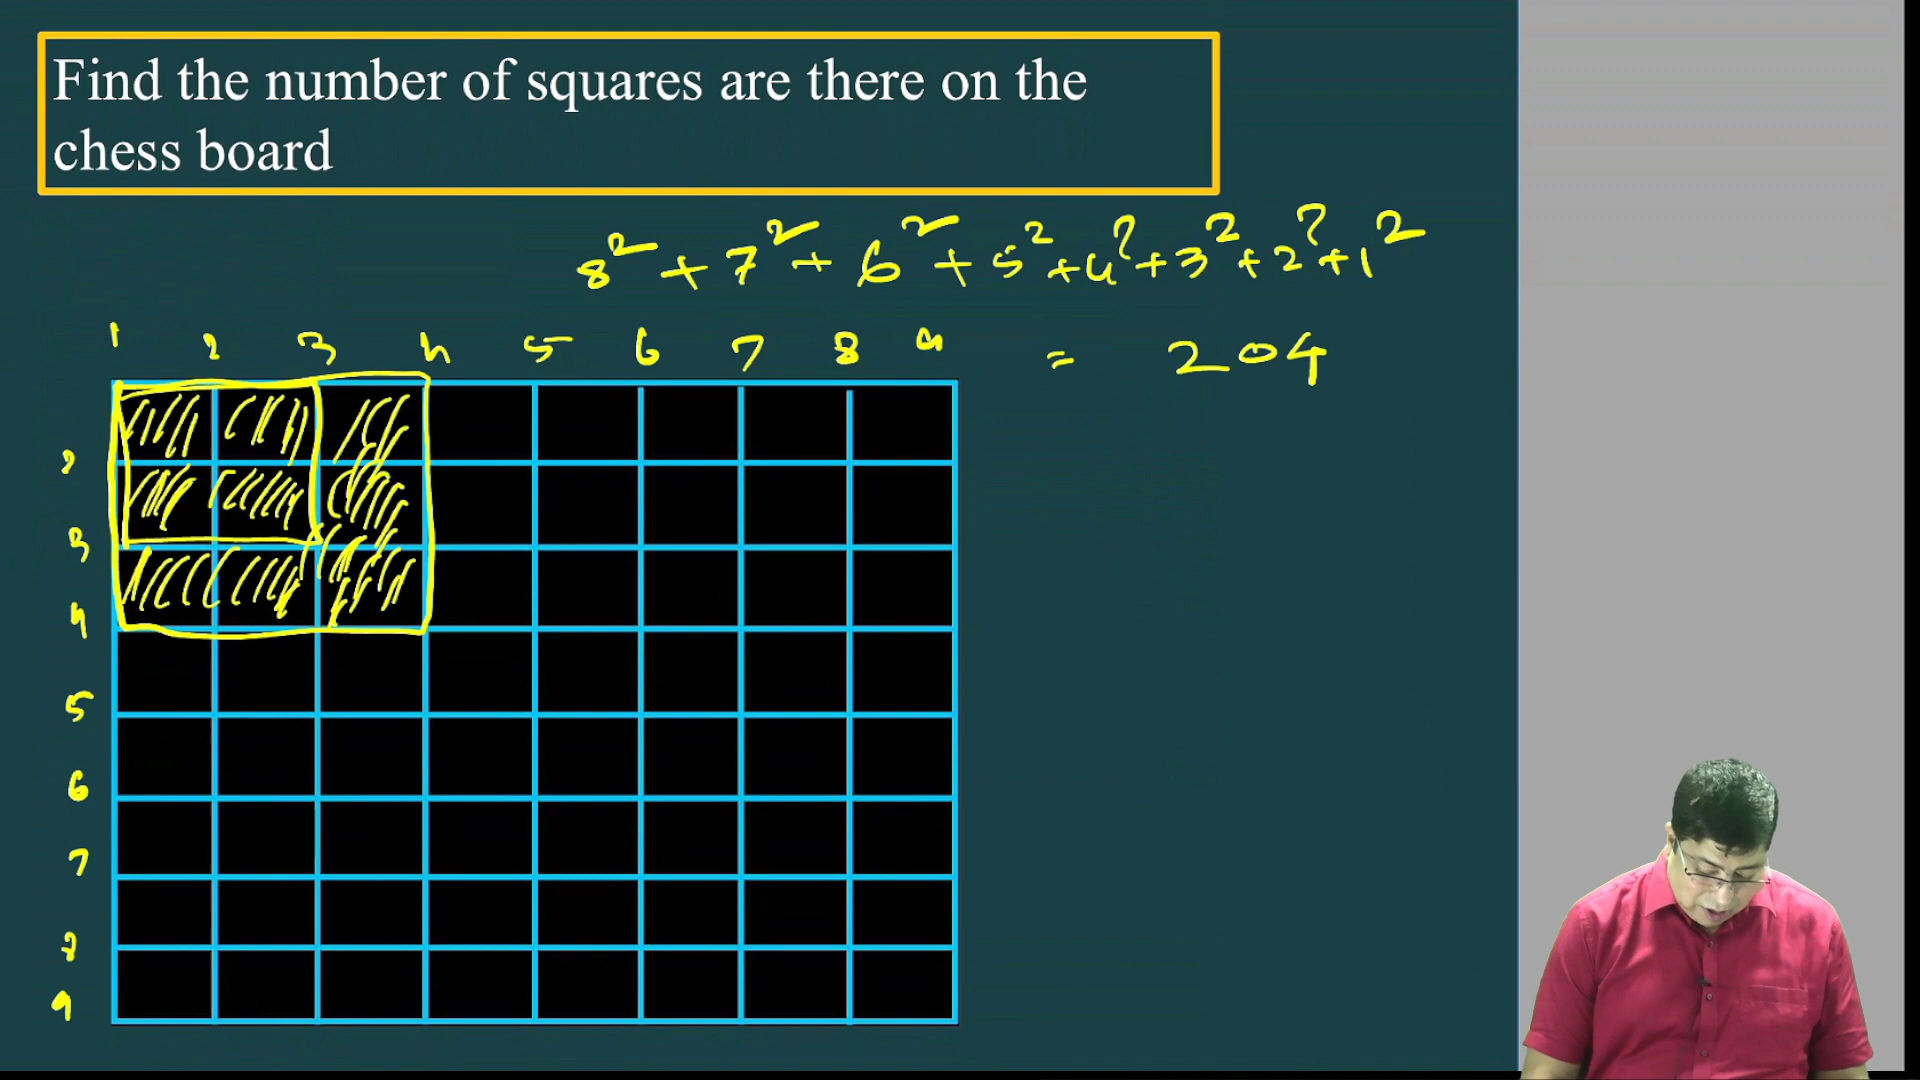 Find the number of squares are there on the
chess board
8² + 7² + 6² + 5² + 4² + 3² + 2² + 1²
= 204
1 2 3 4 5 6 7 8 9
2
3
4
5
6
7
8
9